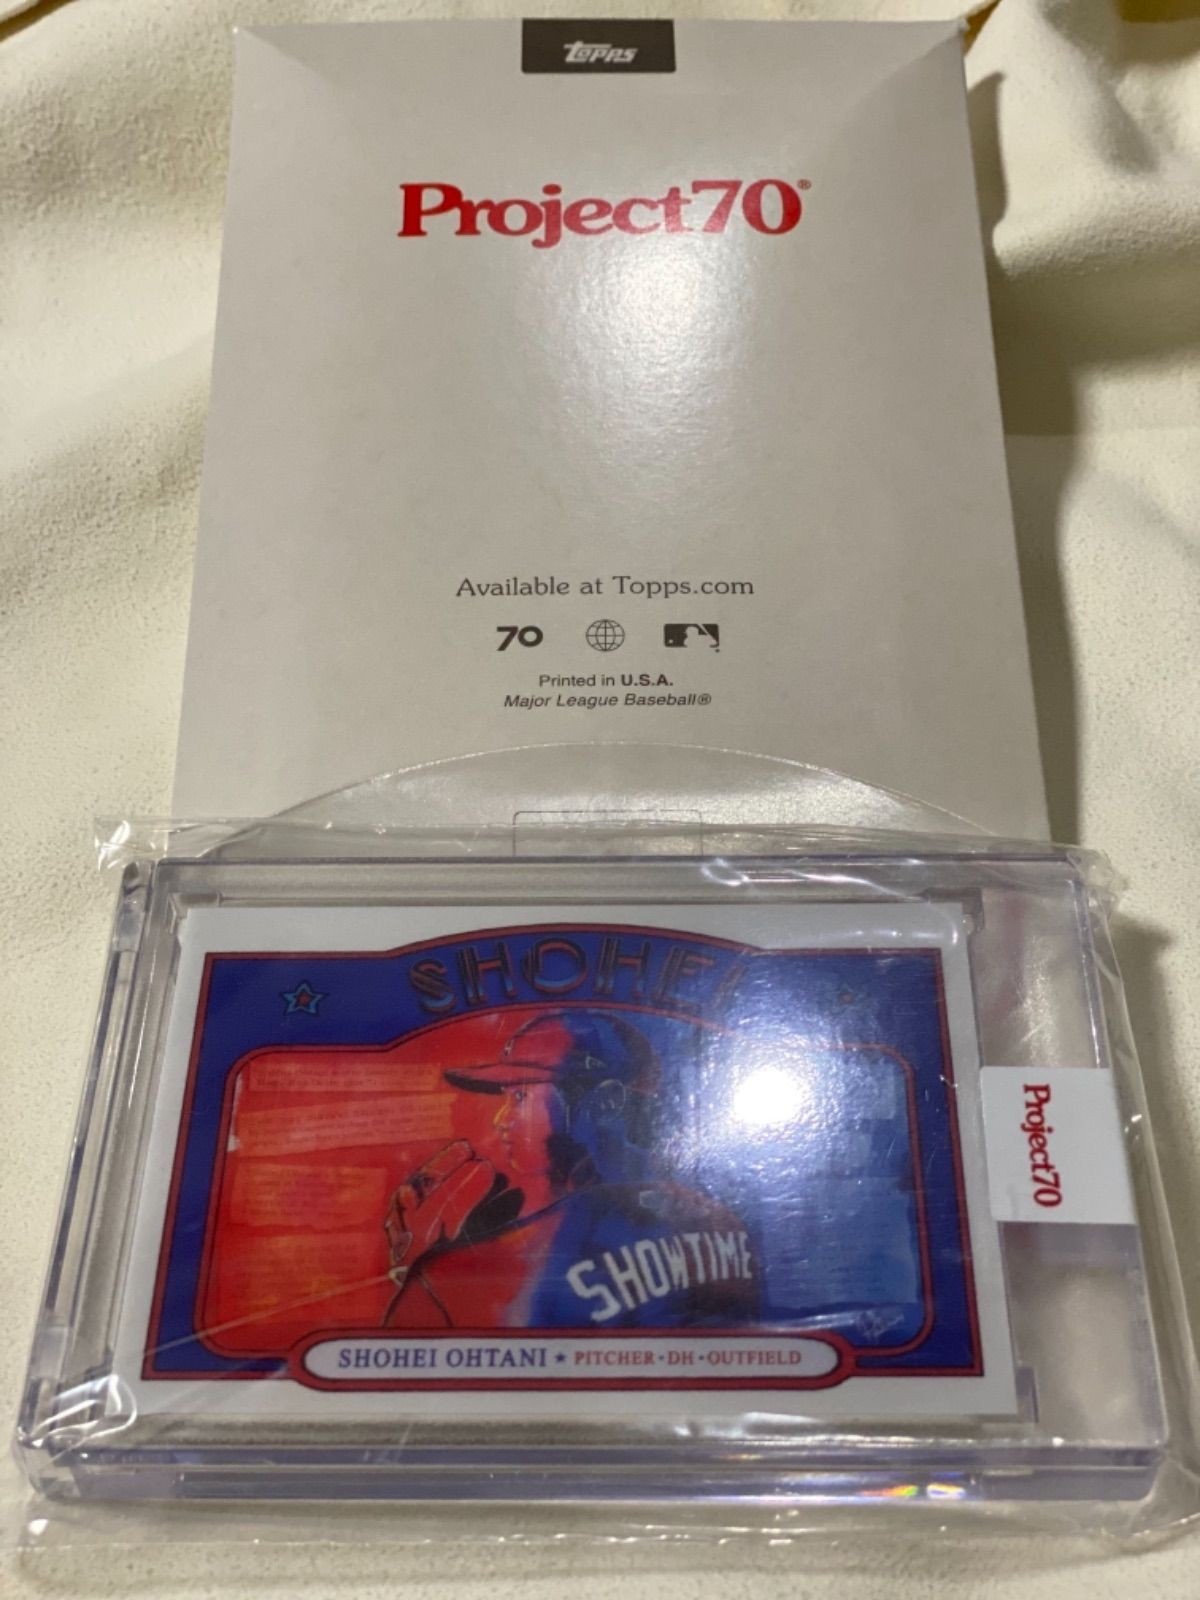 Topps
Project70®
Available at Topps.com
70
Printed in U.S.A.
Major League Baseball®
SHOHEI
SHOWTIME
Project70
SHOHEI OHTANI ★ PITCHER • DH • OUTFIELD